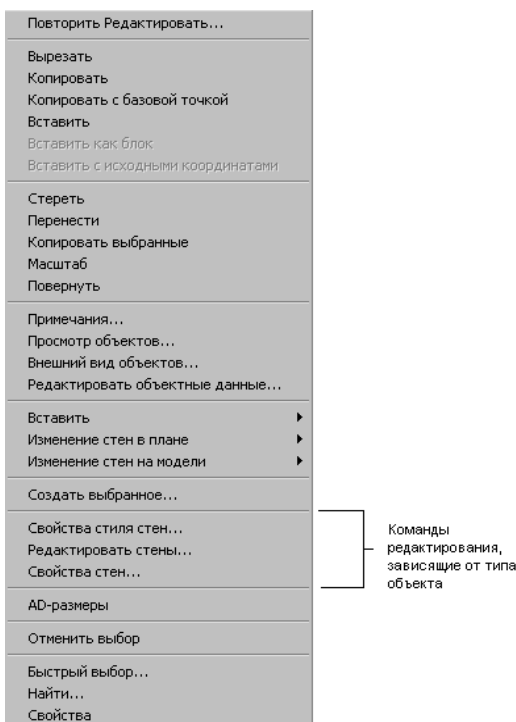 Повторить Редактировать...
Вырезать
Копировать
Копировать с базовой точкой
Вставить
Вставить как блок
Вставить с исходными координатами
Стереть
Перенести
Копировать выбранные
Масштаб
Повернуть
Примечания...
Просмотр объектов...
Внешний вид объектов...
Редактировать объектные данные...
Вставить
Изменение стен в плане
Изменение стен на модели
Создать выбранное...
Свойства стиля стен...
Редактировать стены...
Свойства стен...
Команды
редактирования,
зависящие от типа
объекта
AD-размеры
Отменить выбор
Быстрый выбор...
Найти...
Свойства